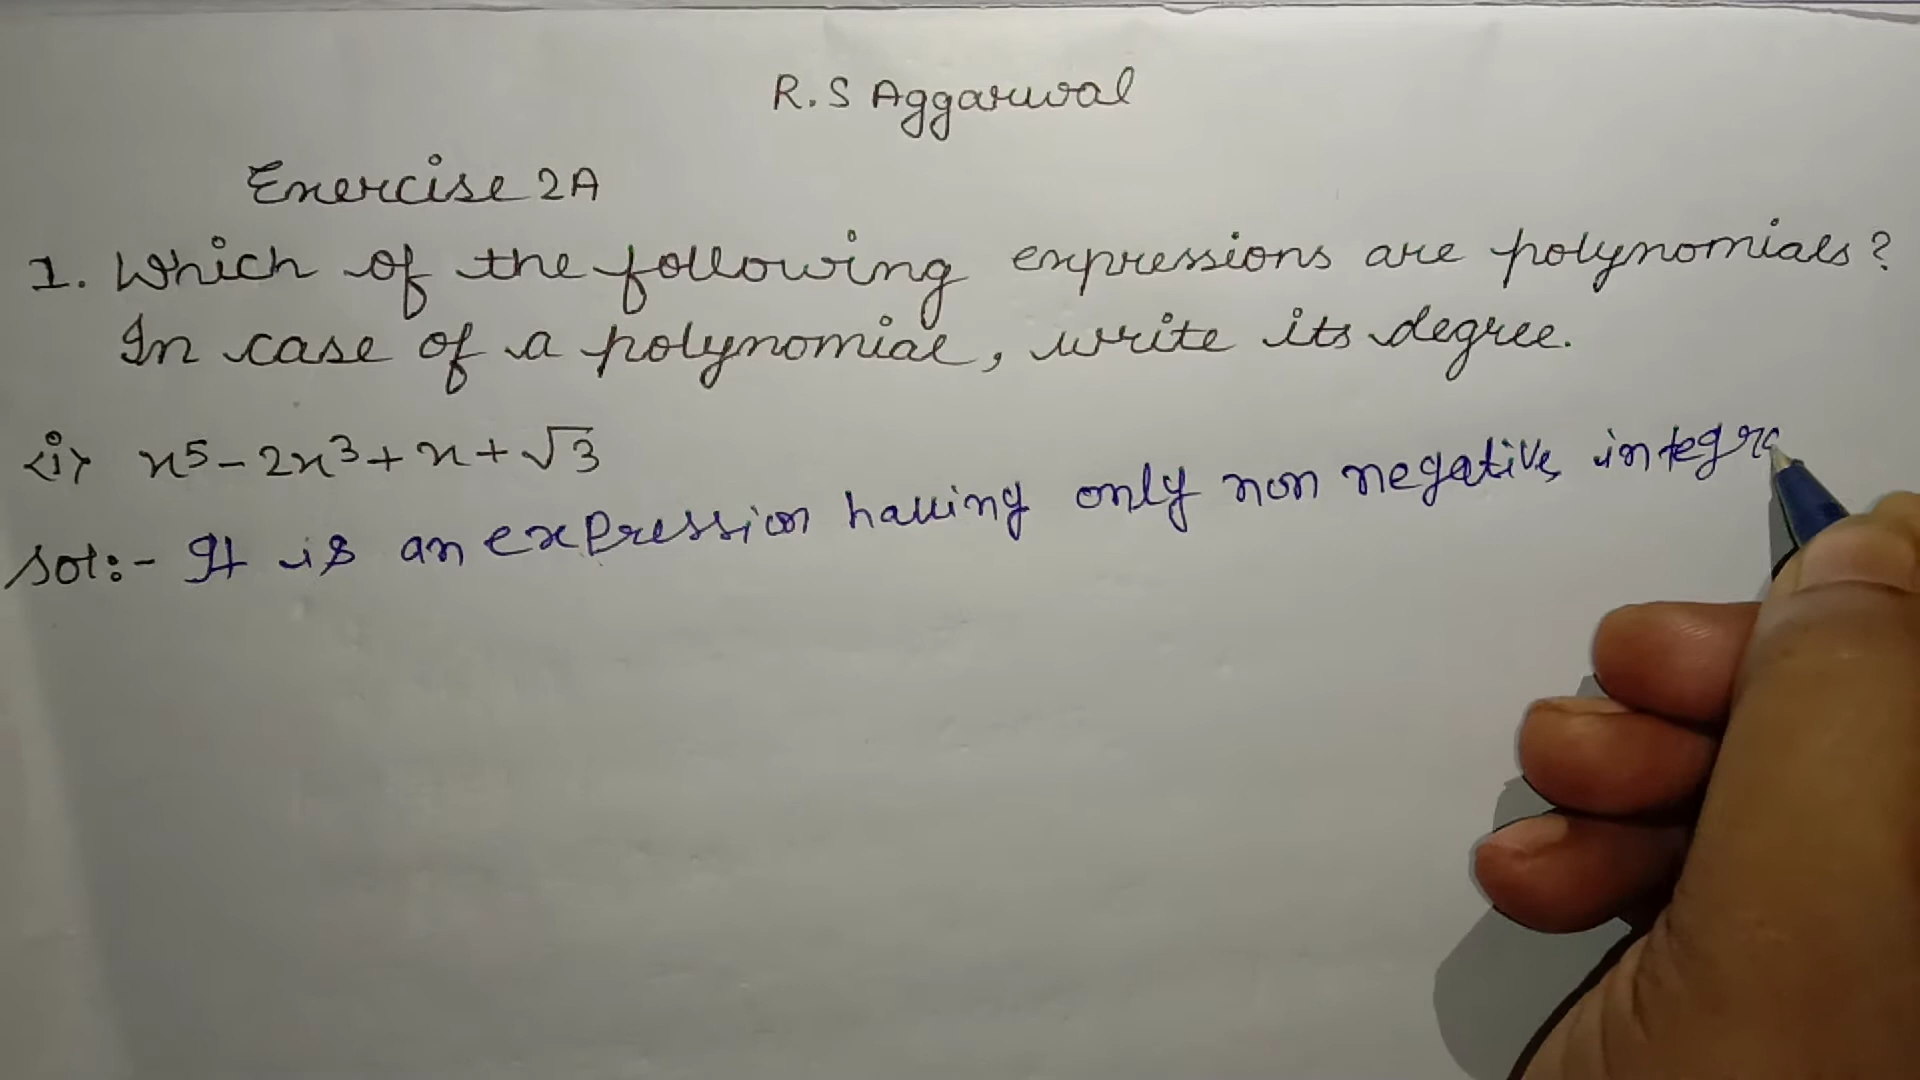 R.S Aggarwal
Exercise 2A
1. Which of the following expressions are polynomials?
In case of a polynomial, write its degree.
(i) x⁵ - 2x³ + x + √3
Sol:- It is an expression having only non negative integra